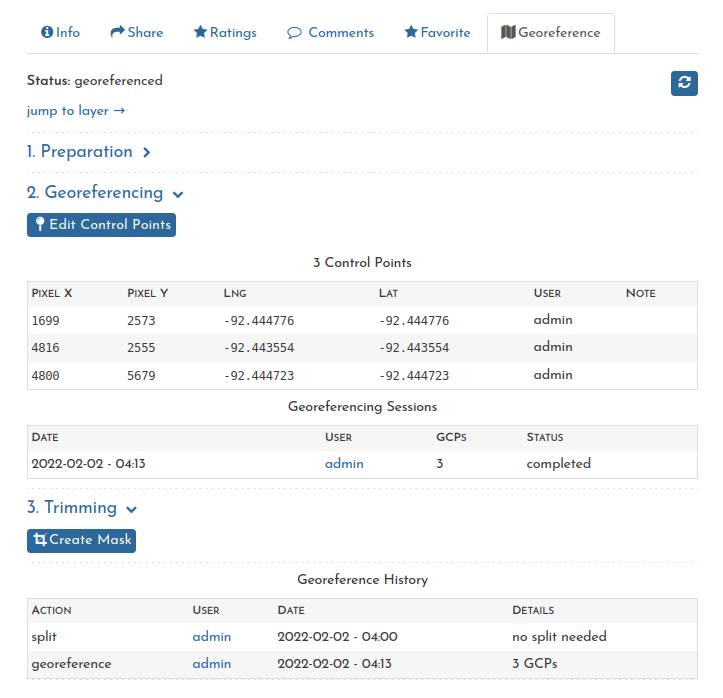 Info Share Ratings Comments Favorite Georeference
Status: georeferenced
jump to layer →
1. Preparation
2. Georeferencing
Edit Control Points
3 Control Points
Pixel X Pixel Y Lng Lat User Note
1699 2573 -92.444776 -92.444776 admin
4816 2555 -92.443554 -92.443554 admin
4800 5679 -92.444723 -92.444723 admin
Georeferencing Sessions
Date User GCPs Status
2022-02-02 - 04:13 admin 3 completed
3. Trimming
Create Mask
Georeference History
Action User Date Details
split admin 2022-02-02 - 04:00 no split needed
georeference admin 2022-02-02 - 04:13 3 GCPs